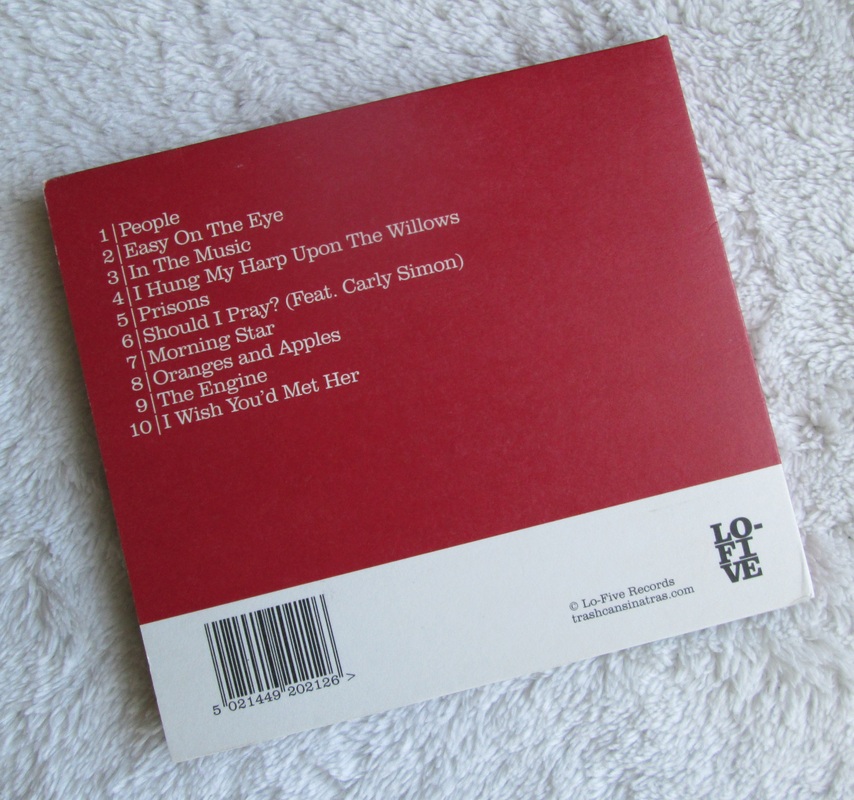 1 | People
2 | Easy On The Eye
3 | In The Music
4 | I Hung My Harp Upon The Willows
5 | Prisons
6 | Should I Pray? (Feat. Carly Simon)
7 | Morning Star
8 | Oranges and Apples
9 | The Engine
10 | I Wish You'd Met Her
LO-
FI
VE
© Lo-Five Records
trashcansinatras.com
5 021449 202126 >